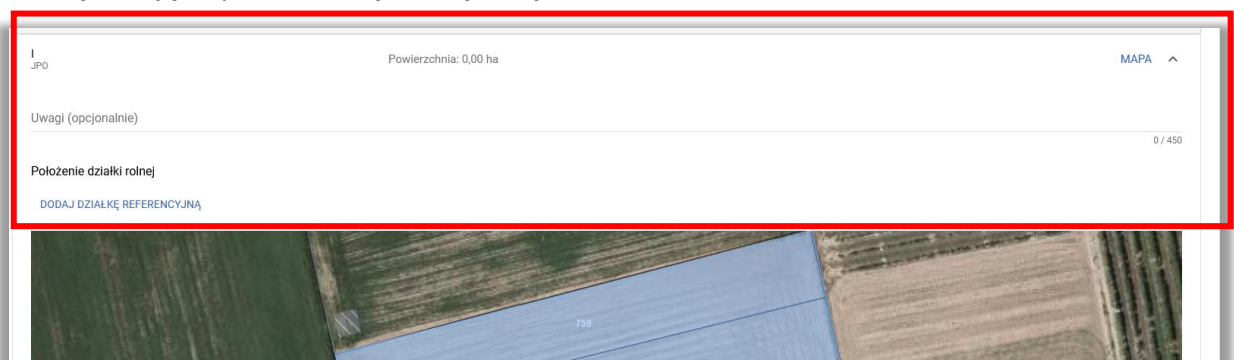 I
JPO
Powierzchnia: 0,00 ha
MAPA
Uwagi (opcjonalnie)
0 / 450
Położenie działki rolnej
DODAJ DZIAŁKĘ REFERENCYJNĄ
759